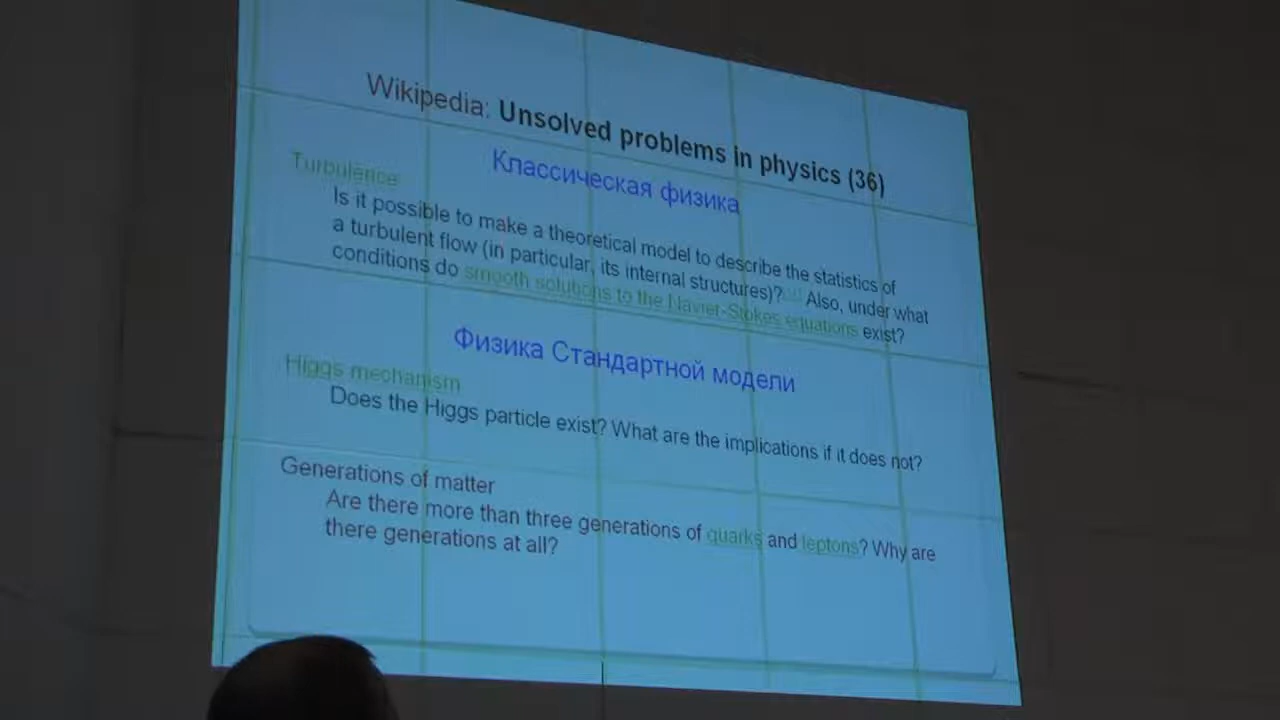 Wikipedia: Unsolved problems in physics (36)
Классическая физика
Turbulence
Is it possible to make a theoretical model to describe the statistics of
a turbulent flow (in particular, its internal structures)? Also, under what
conditions do smooth solutions to the Navier-Stokes equations exist?
Физика Стандартной модели
Higgs mechanism
Does the Higgs particle exist? What are the implications if it does not?
Generations of matter
Are there more than three generations of quarks and leptons? Why are
there generations at all?